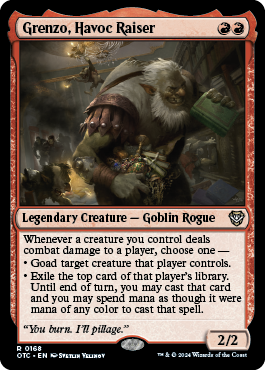 Grenzo, Havoc Raiser
Legendary Creature — Goblin Rogue
Whenever a creature you control deals
combat damage to a player, choose one —
• Goad target creature that player controls.
• Exile the top card of that player's library.
Until end of turn, you may cast that card
and you may spend mana as though it were
mana of any color to cast that spell.
"You burn. I'll pillage."
2/2
R 0168
OTC • EN Svetlin Velinov
™ & © 2024 Wizards of the Coast